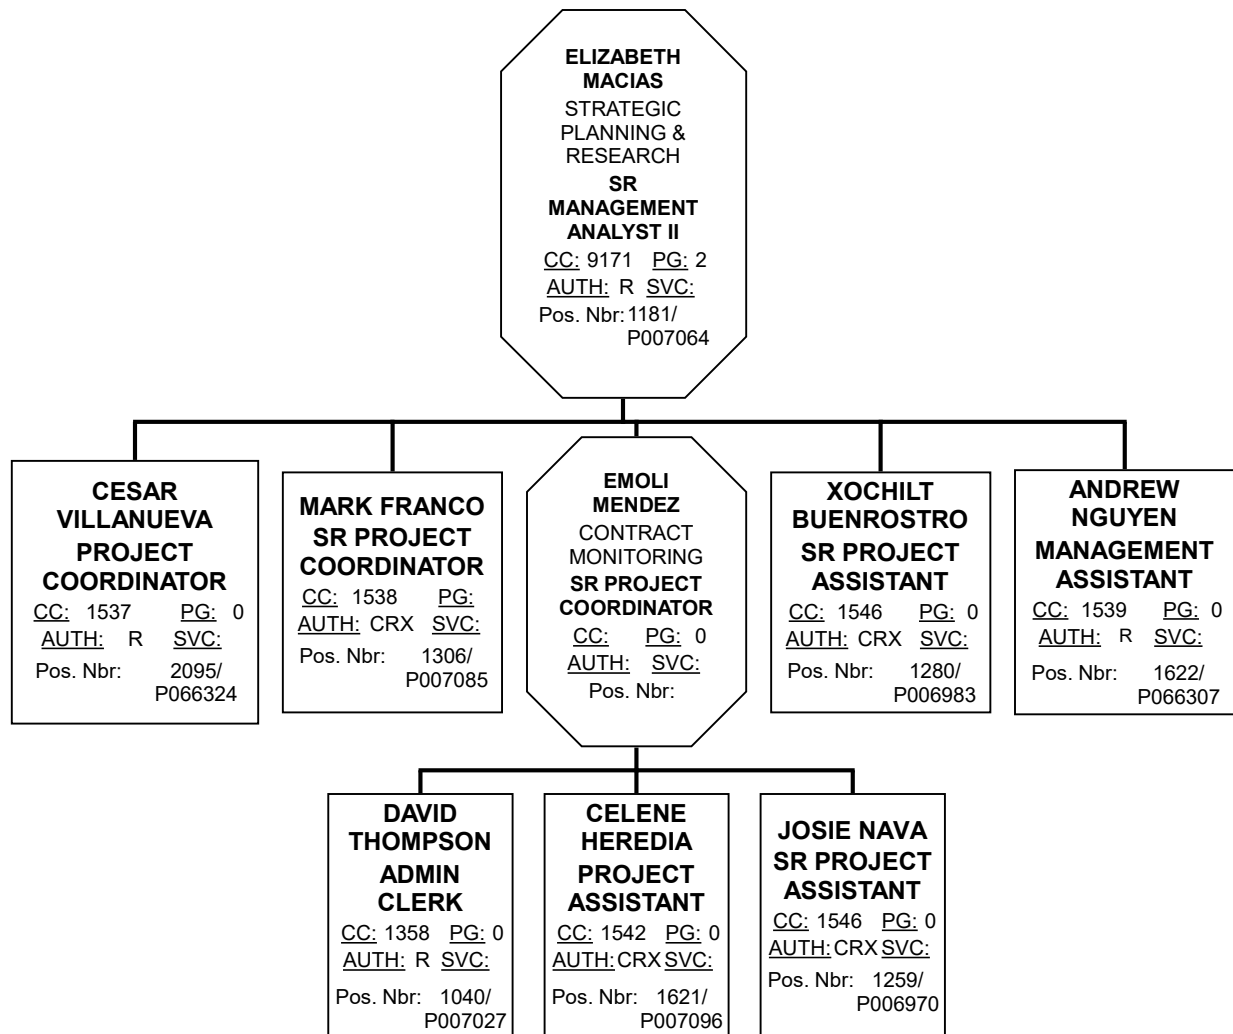 ELIZABETH
MACIAS
STRATEGIC
PLANNING &
RESEARCH
SR
MANAGEMENT
ANALYST II
CC: 9171 PG: 2
AUTH: R SVC:
Pos. Nbr: 1181/
P007064
CESAR
VILLANUEVA
PROJECT
COORDINATOR
CC: 1537 PG: 0
AUTH: R SVC:
Pos. Nbr: 2095/
P066324
MARK FRANCO
SR PROJECT
COORDINATOR
CC: 1538 PG:
AUTH: CRX SVC:
Pos. Nbr: 1306/
P007085
EMOLI
MENDEZ
CONTRACT
MONITORING
SR PROJECT
COORDINATOR
CC: PG: 0
AUTH: SVC:
Pos. Nbr:
XOCHILT
BUENROSTRO
SR PROJECT
ASSISTANT
CC: 1546 PG: 0
AUTH: CRX SVC:
Pos. Nbr: 1280/
P006983
ANDREW
NGUYEN
MANAGEMENT
ASSISTANT
CC: 1539 PG: 0
AUTH: R SVC:
Pos. Nbr: 1622/
P066307
DAVID
THOMPSON
ADMIN
CLERK
CC: 1358 PG: 0
AUTH: R SVC:
Pos. Nbr: 1040/
P007027
CELENE
HEREDIA
PROJECT
ASSISTANT
CC: 1542 PG: 0
AUTH: CRX SVC:
Pos. Nbr: 1621/
P007096
JOSIE NAVA
SR PROJECT
ASSISTANT
CC: 1546 PG: 0
AUTH: CRX SVC:
Pos. Nbr: 1259/
P006970